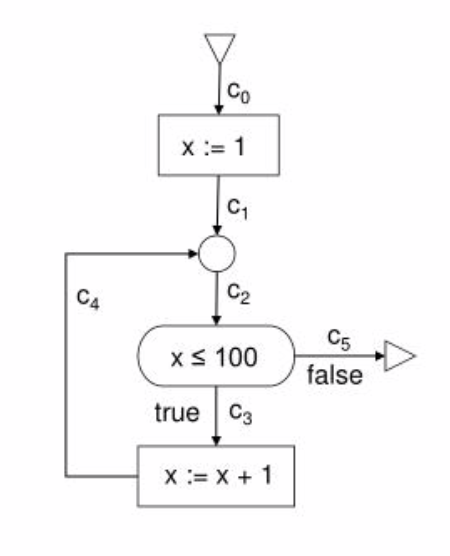 c₀
x := 1
c₁
c₄
c₂
x ≤ 100
c₅
false
true
c₃
x := x + 1